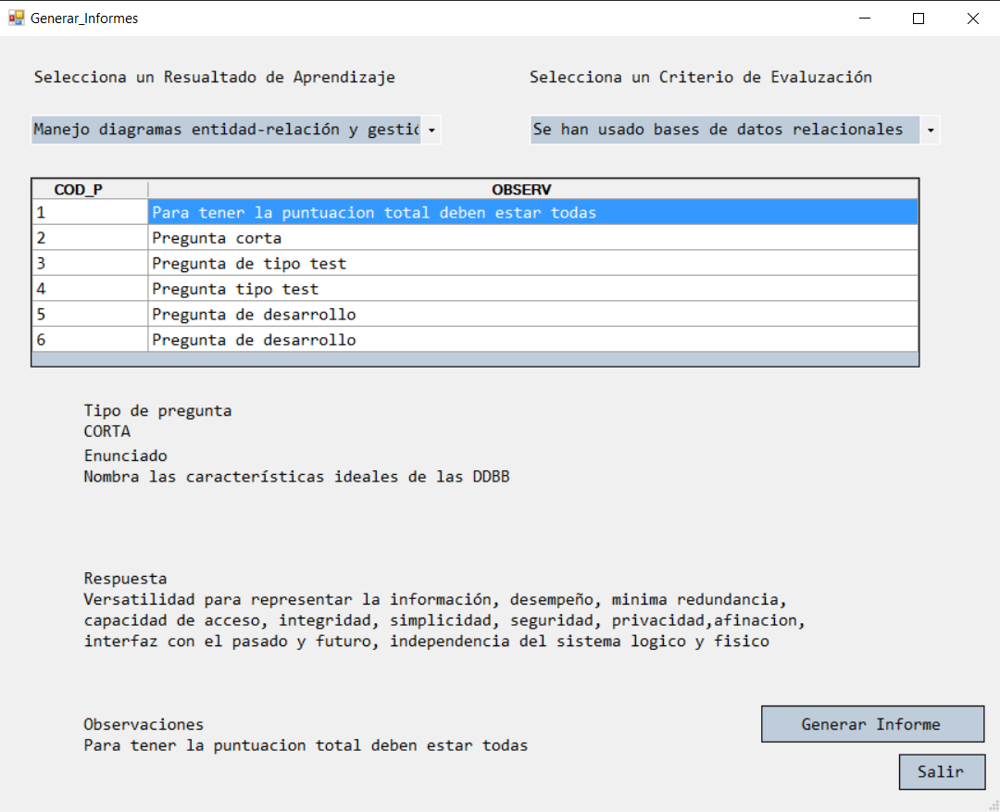 Generar_Informes
Selecciona un Resualtado de Aprendizaje
Selecciona un Criterio de Evaluzación
Manejo diagramas entidad-relación y gestió
Se han usado bases de datos relacionales
COD_P OBSERV
1 Para tener la puntuacion total deben estar todas
2 Pregunta corta
3 Pregunta de tipo test
4 Pregunta tipo test
5 Pregunta de desarrollo
6 Pregunta de desarrollo
Tipo de pregunta
CORTA
Enunciado
Nombra las características ideales de las DDBB
Respuesta
Versatilidad para representar la información, desempeño, minima redundancia,
capacidad de acceso, integridad, simplicidad, seguridad, privacidad,afinacion,
interfaz con el pasado y futuro, independencia del sistema logico y fisico
Observaciones
Para tener la puntuacion total deben estar todas
Generar Informe
Salir